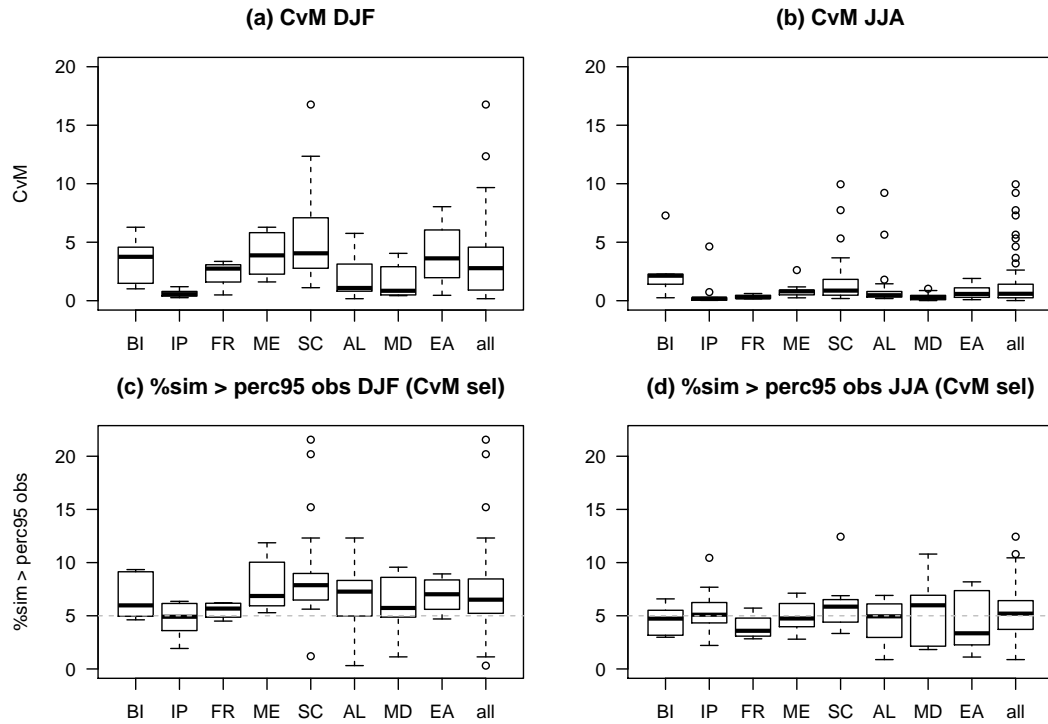 (a) CvM DJF
CvM
20
15
10
5
0
BI IP FR ME SC AL MD EA all
(b) CvM JJA
20
15
10
5
0
BI IP FR ME SC AL MD EA all
(c) %sim > perc95 obs DJF (CvM sel)
%sim > perc95 obs
20
15
10
5
0
BI IP FR ME SC AL MD EA all
(d) %sim > perc95 obs JJA (CvM sel)
20
15
10
5
0
BI IP FR ME SC AL MD EA all